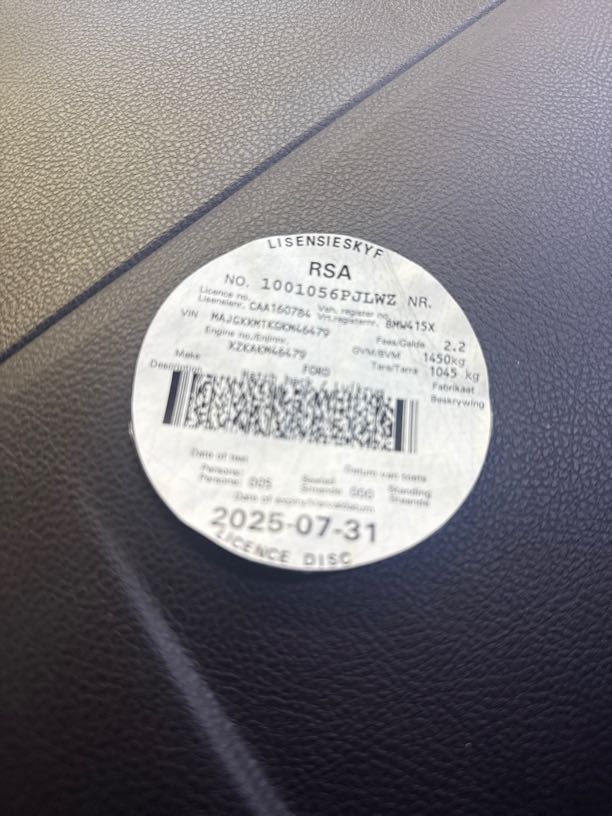 LISENSIESKYF
RSA
NO. 1001056PJLWZ NR.
Licence no. Veh. register no.
Lisensienr. CAA160784 Vrt.registernr. BMW415X
VIN Fees/Gelde 2.2
Engine no./Enjinnr. GVM/BVM 1450kg
XZKAKM46479 Tare/Tarra 1045 kg
Make FORD Fabrikaat
Description Beskrywing
Date of test Datum van toets
Persons: Seated Standing
Persone: 005 Sittende 000 Staande
Date of expiry/Vervaldatum
2025-07-31
LICENCE DISC